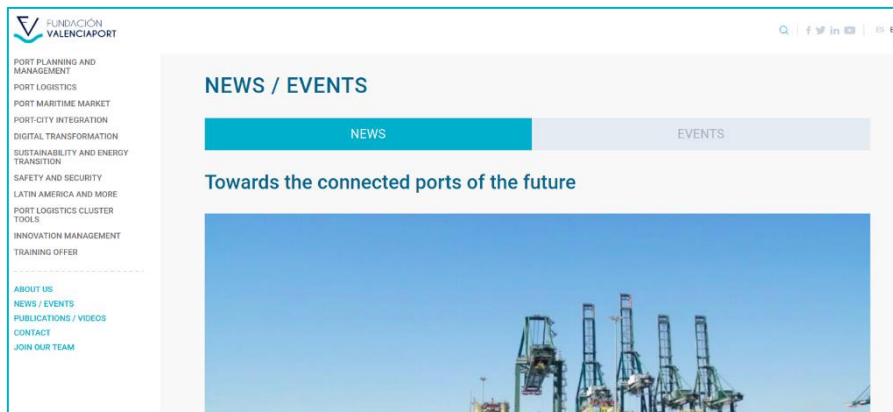 FUNDACIÓN
VALENCIAPORT
ES
PORT PLANNING AND
MANAGEMENT
PORT LOGISTICS
PORT MARITIME MARKET
PORT-CITY INTEGRATION
DIGITAL TRANSFORMATION
SUSTAINABILITY AND ENERGY
TRANSITION
SAFETY AND SECURITY
LATIN AMERICA AND MORE
PORT LOGISTICS CLUSTER
TOOLS
INNOVATION MANAGEMENT
TRAINING OFFER
ABOUT US
NEWS / EVENTS
PUBLICATIONS / VIDEOS
CONTACT
JOIN OUR TEAM
NEWS / EVENTS
NEWS
EVENTS
Towards the connected ports of the future